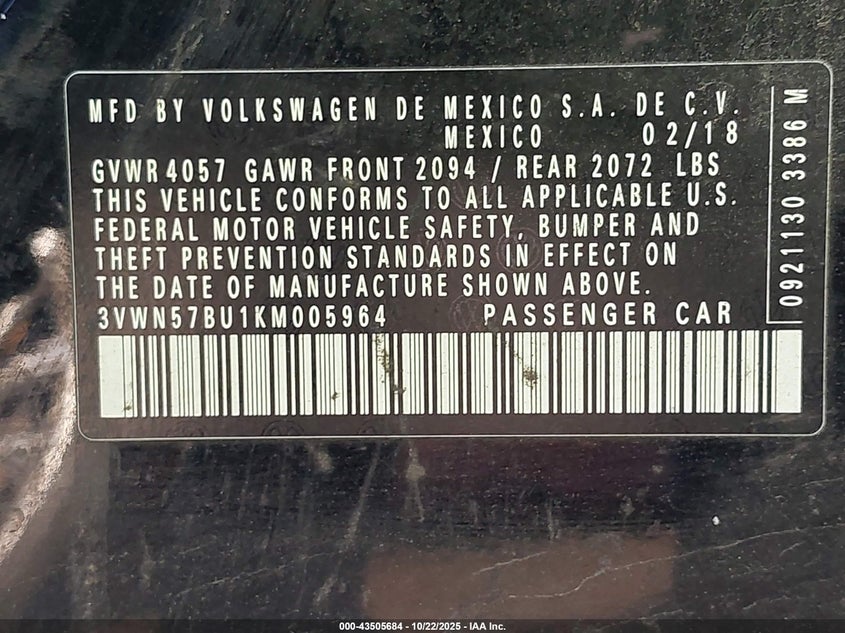 MFD BY VOLKSWAGEN DE MEXICO S.A. DE C.V.
MEXICO 02/18
GVWR 4057 GAWR FRONT 2094 / REAR 2072 LBS
THIS VEHICLE CONFORMS TO ALL APPLICABLE U.S.
FEDERAL MOTOR VEHICLE SAFETY, BUMPER AND
THEFT PREVENTION STANDARDS IN EFFECT ON
THE DATE OF MANUFACTURE SHOWN ABOVE.
3VWN57BU1KM005964 PASSENGER CAR
0921130 3386 M
000-43505684 - 10/22/2025 - IAA Inc.